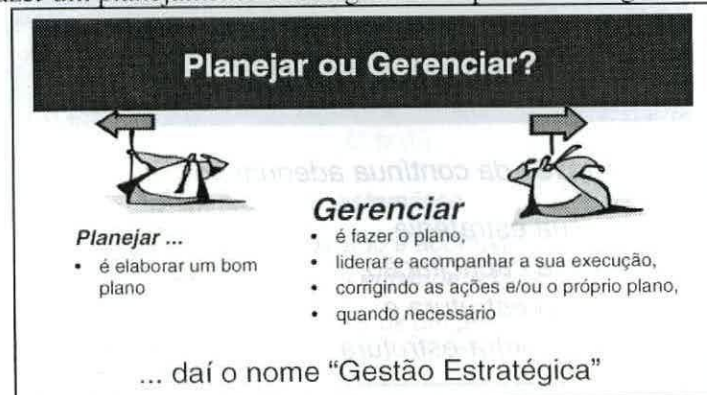 Planejar ou Gerenciar?
Planejar ...
• é elaborar um bom
plano
Gerenciar
• é fazer o plano,
• liderar e acompanhar a sua execução,
• corrigindo as ações e/ou o próprio plano,
• quando necessário
... daí o nome “Gestão Estratégica”